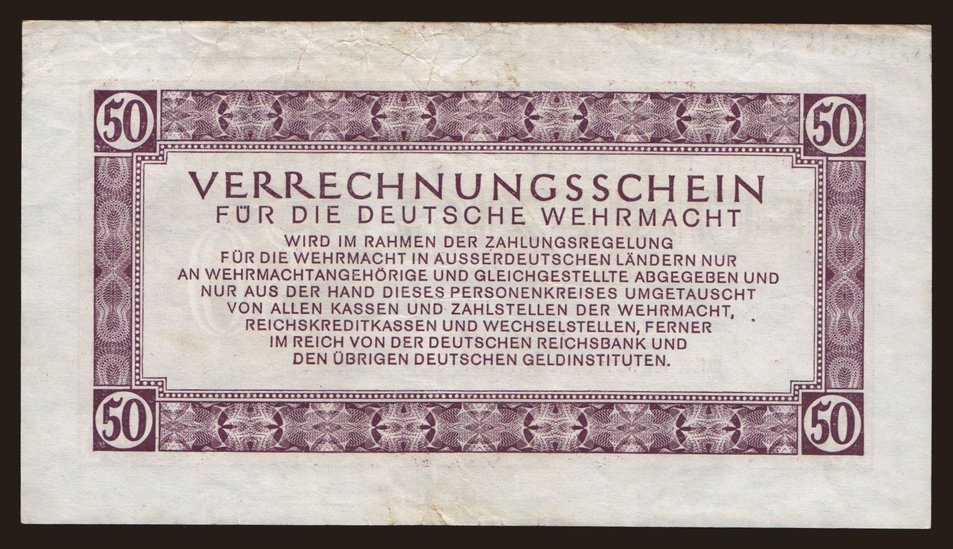 50 50
VERRECHNUNGSSCHEIN
FÜR DIE DEUTSCHE WEHRMACHT
WIRD IM RAHMEN DER ZAHLUNGSREGELUNG
FÜR DIE WEHRMACHT IN AUSSERDEUTSCHEN LÄNDERN NUR
AN WEHRMACHTANGEHÖRIGE UND GLEICHGESTELLTE ABGEGEBEN UND
NUR AUS DER HAND DIESES PERSONENKREISES UMGETAUSCHT
VON ALLEN KASSEN UND ZAHLSTELLEN DER WEHRMACHT,
REICHSKREDITKASSEN UND WECHSELSTELLEN, FERNER
IM REICH VON DER DEUTSCHEN REICHSBANK UND
DEN ÜBRIGEN DEUTSCHEN GELDINSTITUTEN.
50 50